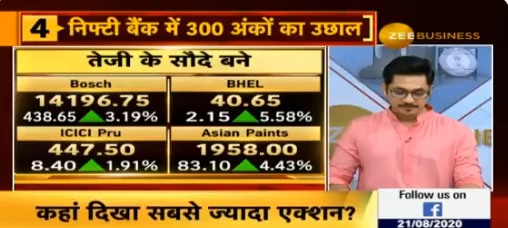 4 निफ्टी बैंक में 300 अंकों का उछाल
ZEE BUSINESS
तेजी के सौदे बने
Bosch
14196.75
438.65 ▲ 3.19%
BHEL
40.65
2.15 ▲ 5.58%
ICICI Pru
447.50
8.40 ▲ 1.91%
Asian Paints
1958.00
83.10 ▲ 4.43%
कहां दिखा सबसे ज्यादा एक्शन?
Follow us on
f
21/08/2020